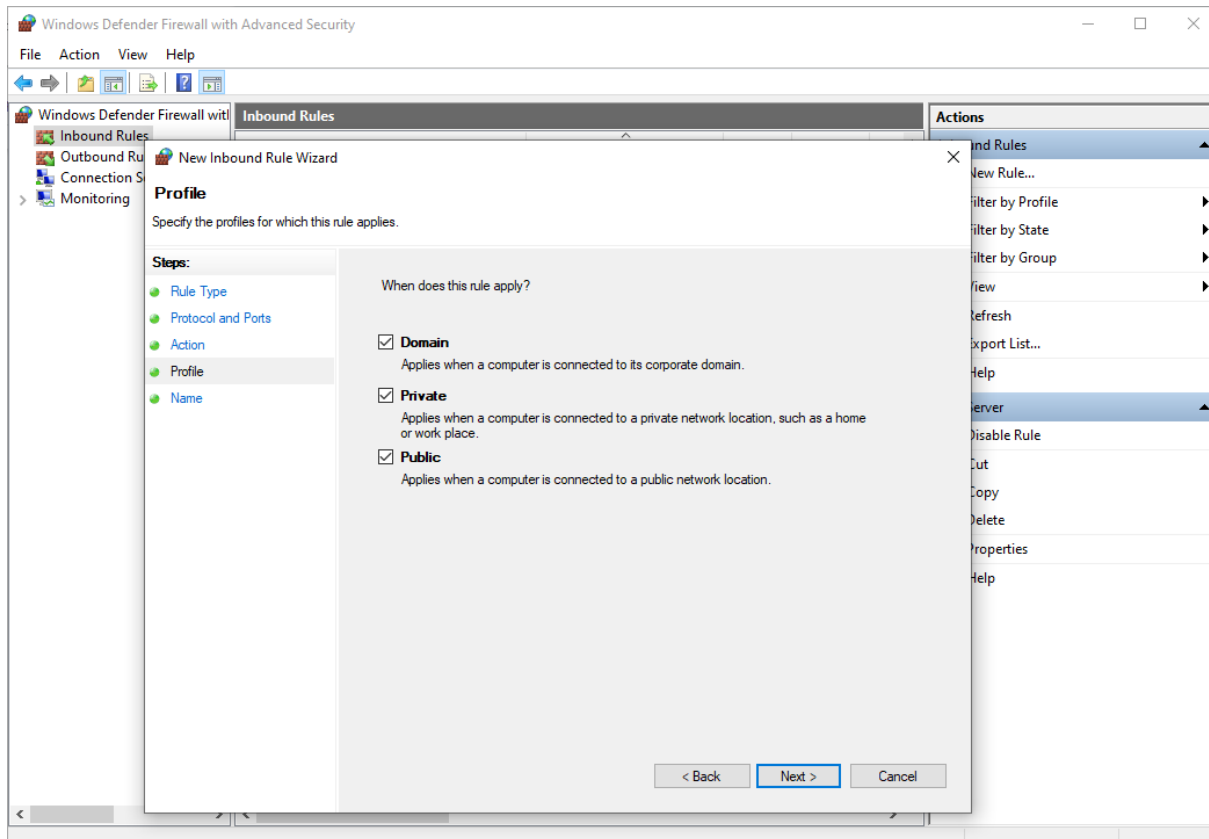 Windows Defender Firewall with Advanced Security
File Action View Help
Windows Defender Firewall with
Inbound Rules
Outbound Ru
Connection S
Monitoring
Inbound Rules
New Inbound Rule Wizard
Profile
Specify the profiles for which this rule applies.
Steps:
Rule Type
Protocol and Ports
Action
Profile
Name
When does this rule apply?
Domain
Applies when a computer is connected to its corporate domain.
Private
Applies when a computer is connected to a private network location, such as a home
or work place.
Public
Applies when a computer is connected to a public network location.
< Back Next > Cancel
Actions
und Rules
New Rule...
Filter by Profile
Filter by State
Filter by Group
View
Refresh
Export List...
Help
Server
Disable Rule
Cut
Copy
Delete
Properties
Help